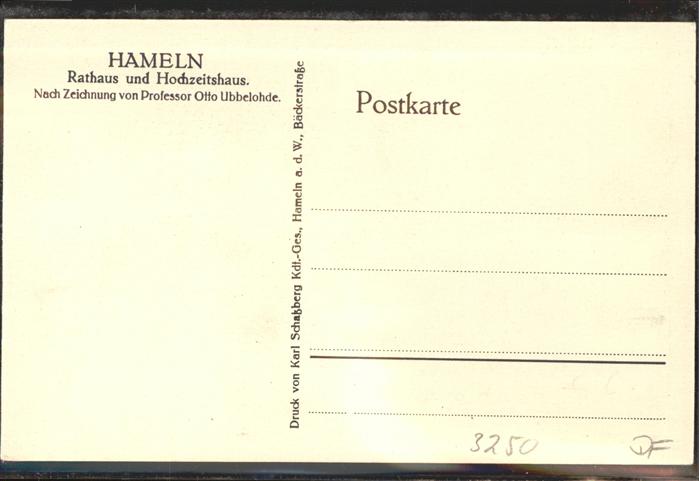 HAMELN
Rathaus und Hochzeitshaus.
Nach Zeichnung von Professor Otto Ubbelohde.
Druck von Karl Schaßberg Kdt.-Ges., Hameln a. d. W., Bäckerstraße
Postkarte
3250
DF